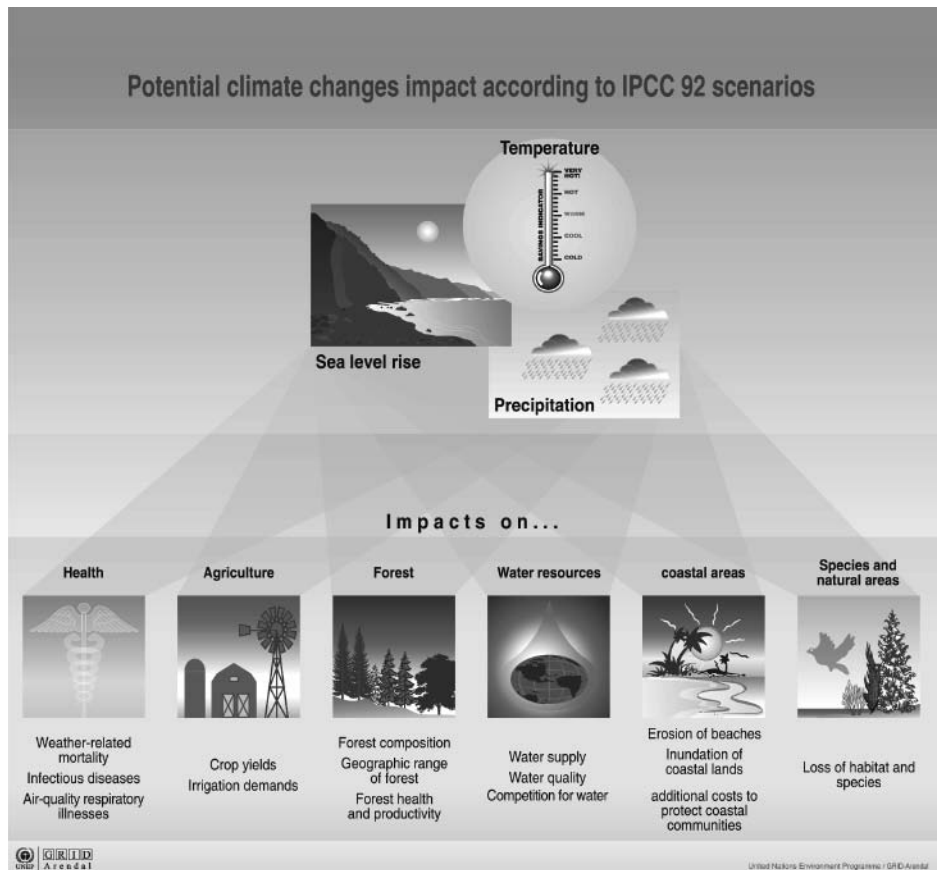 Potential climate changes impact according to IPCC 92 scenarios
Temperature
VERY
HOT!
HOT
WARM
COOL
COLD
SAVINGS INDICATOR
Sea level rise
Precipitation
Impacts on...
Health
Agriculture
Forest
Water resources
coastal areas
Species and
natural areas
Weather-related
mortality
Infectious diseases
Air-quality respiratory
illnesses
Crop yields
Irrigation demands
Forest composition
Geographic range
of forest
Forest health
and productivity
Water supply
Water quality
Competition for water
Erosion of beaches
Inundation of
coastal lands
additional costs to
protect coastal
communities
Loss of habitat and
species
UNEP
GRID
Arendal
United Nations Environment Programme / GRID-Arendal